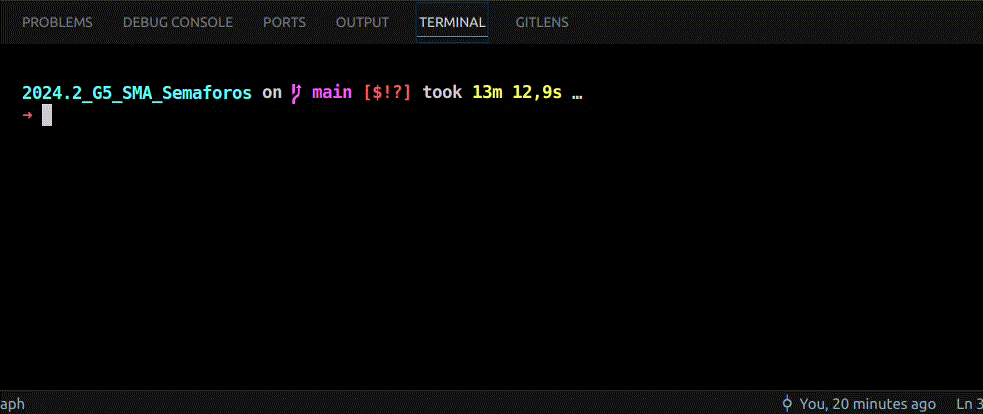 PROBLEMS DEBUG CONSOLE PORTS OUTPUT TERMINAL GITLENS
2024.2_G5_SMA_Semaforos on main [$!?] took 13m 12,9s …
➜
aph You, 20 minutes ago Ln 3